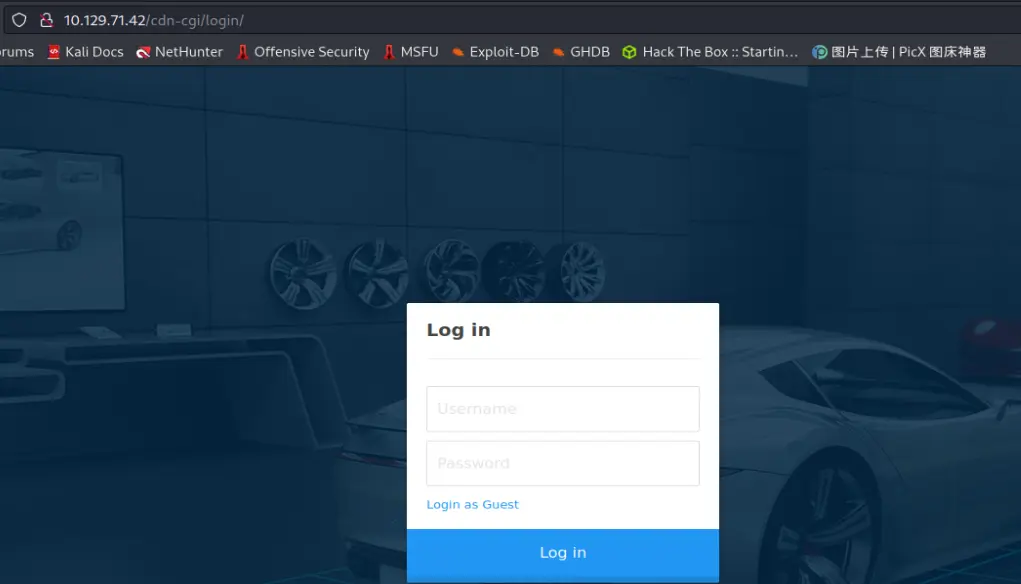 10.129.71.42/cdn-cgi/login/
orums Kali Docs NetHunter Offensive Security MSFU Exploit-DB GHDB Hack The Box :: Startin… 图片上传 | PicX 图床神器
Log in
Username
Password
Login as Guest
Log in